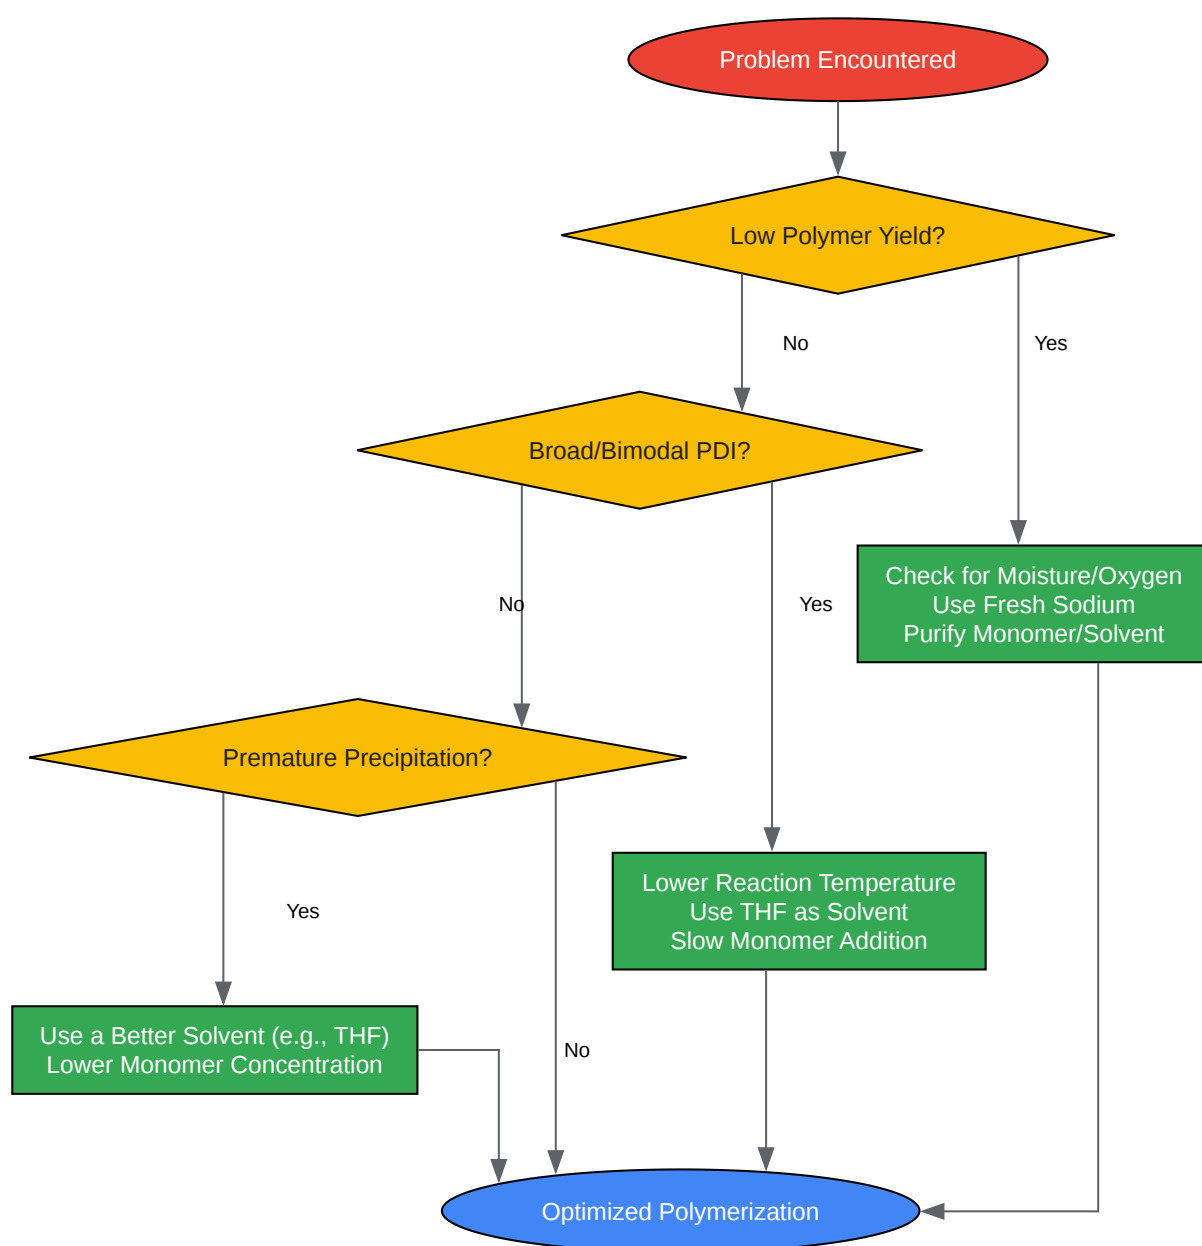 Problem Encountered
Low Polymer Yield?
No
Yes
Broad/Bimodal PDI?
Check for Moisture/Oxygen
Use Fresh Sodium
Purify Monomer/Solvent
No
Yes
Premature Precipitation?
Lower Reaction Temperature
Use THF as Solvent
Slow Monomer Addition
Yes
Use a Better Solvent (e.g., THF)
Lower Monomer Concentration
No
Optimized Polymerization